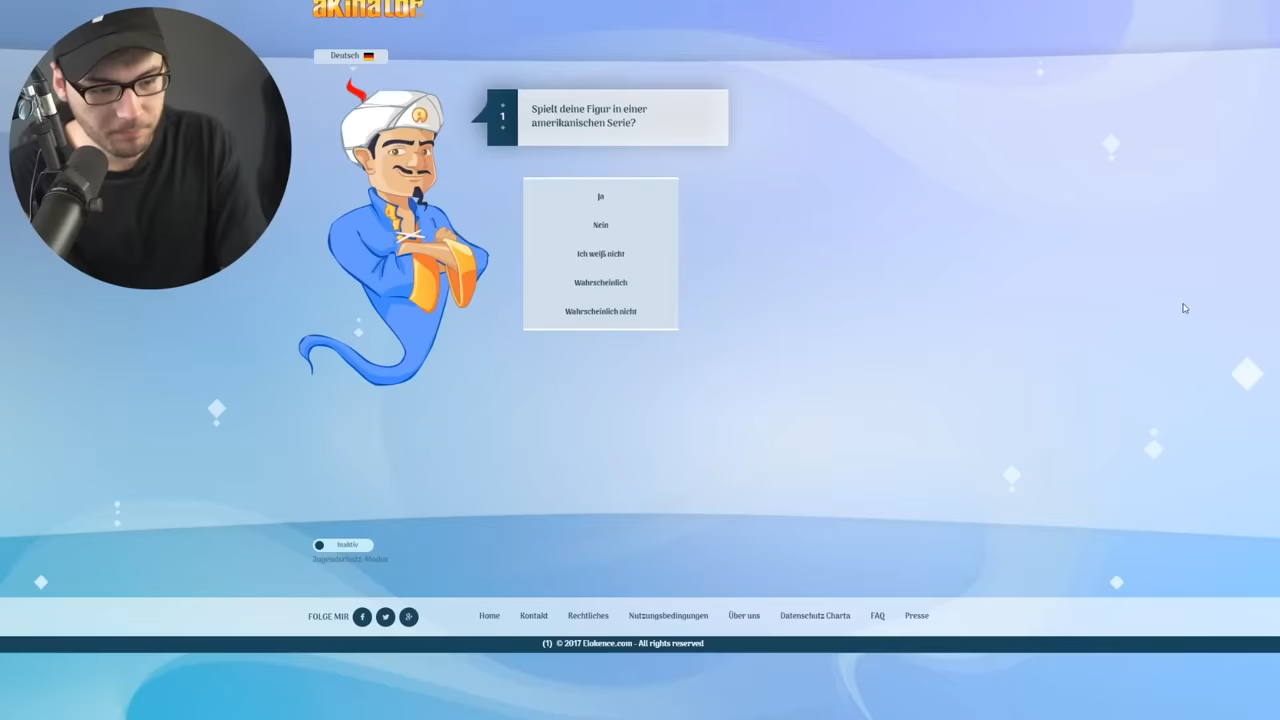 akinator
Deutsch
1
Spielt deine Figur in einer
amerikanischen Serie?
Ja
Nein
Ich weiß nicht
Wahrscheinlich
Wahrscheinlich nicht
Inaktiv
Jugendschutz-Modus
FOLGE MIR
Home Kontakt Rechtliches Nutzungsbedingungen Über uns Datenschutz Charta FAQ Presse
(1) © 2017 Elokence.com - All rights reserved